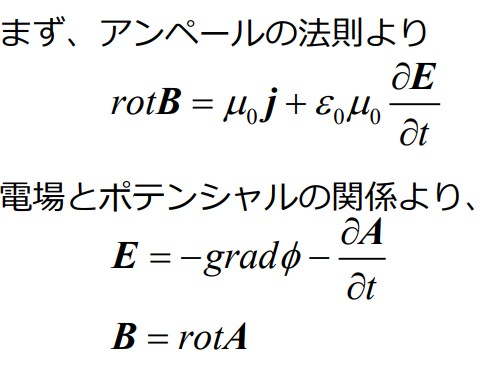 まず、アンペールの法則より
rotB = μ₀j + ε₀μ₀ ∂E/∂t
電場とポテンシャルの関係より、
E = −gradϕ − ∂A/∂t
B = rotA